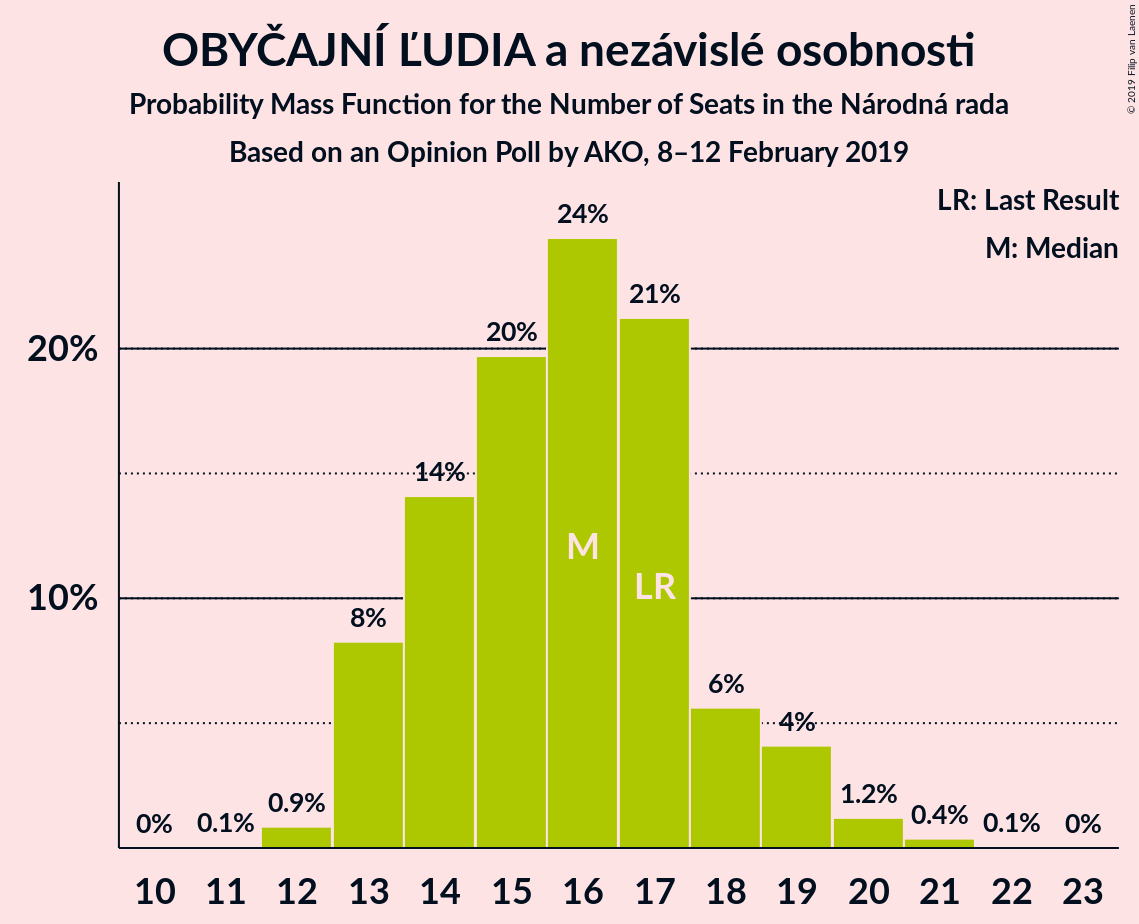 OBYČAJNÍ ĽUDIA a nezávislé osobnosti
Probability Mass Function for the Number of Seats in the Národná rada
Based on an Opinion Poll by AKO, 8–12 February 2019
© 2019 Filip van Laenen
LR: Last Result
M: Median
24%
21%
20%
20%
14%
M
LR
10%
8%
6%
4%
1.2%
0.9%
0.4%
0% 0.1% 0.1% 0%
10 11 12 13 14 15 16 17 18 19 20 21 22 23